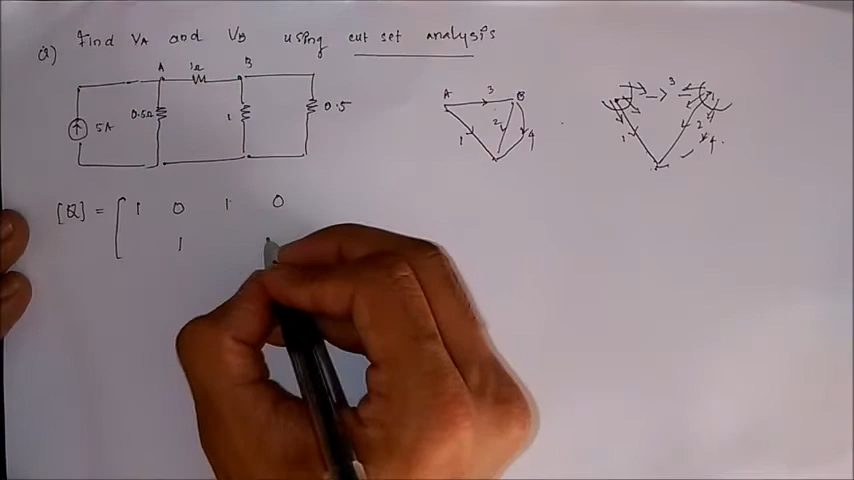 Q) Find VA and VB using cut set analysis
A 1Ω B
5A 0.5Ω 1 0.5
A 3 B
1 2 4
3
1 2 4
[Q] = [ 1 0 1 0
1